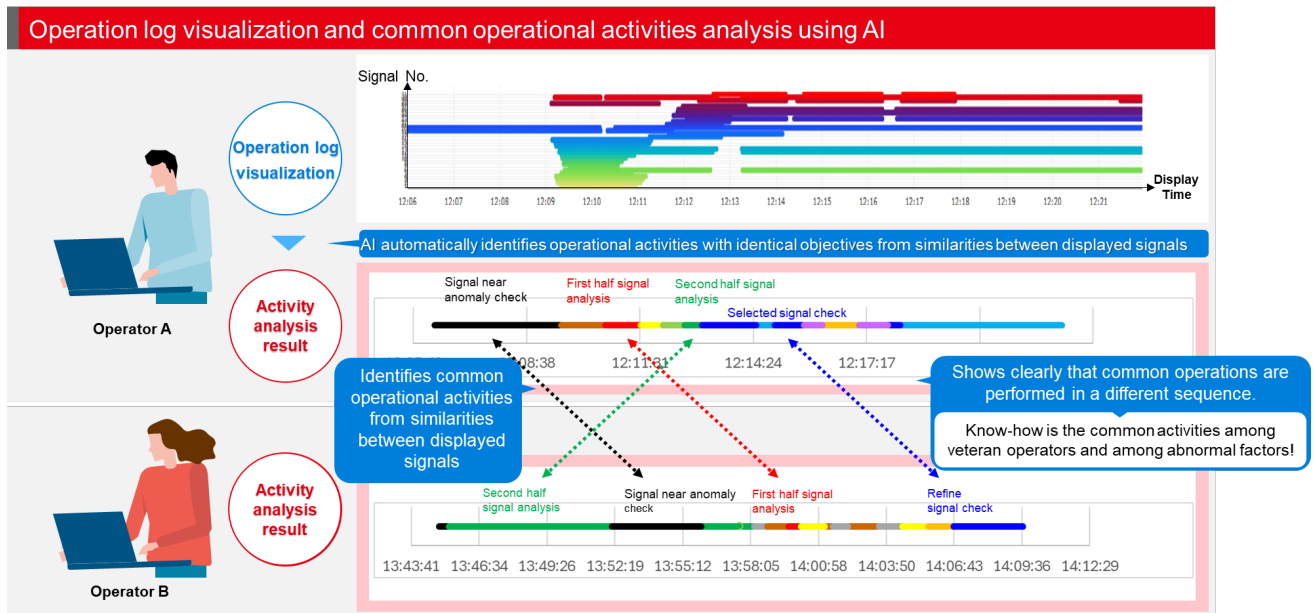 Operation log visualization and common operational activities analysis using AI
Signal No.
Operation log
visualization
Display
Time
12:06 12:07 12:08 12:09 12:10 12:11 12:12 12:13 12:14 12:15 12:16 12:17 12:18 12:19 12:20 12:21
AI automatically identifies operational activities with identical objectives from similarities between displayed signals
Operator A
Activity
analysis
result
Signal near
anomaly check
First half signal
analysis
Second half signal
analysis
Selected signal check
08:38 12:11:31 12:14:24 12:17:17
Identifies common
operational activities
from similarities
between displayed
signals
Shows clearly that common operations are
performed in a different sequence.
Know-how is the common activities among
veteran operators and among abnormal factors!
Operator B
Activity
analysis
result
Second half
signal analysis
Signal near anomaly
check
First half signal
analysis
Refine
signal check
13:43:41 13:46:34 13:49:26 13:52:19 13:55:12 13:58:05 14:00:58 14:03:50 14:06:43 14:09:36 14:12:29